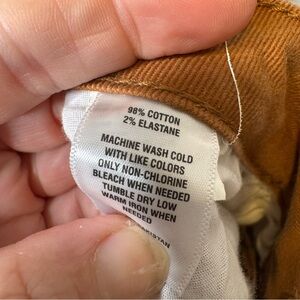 98% COTTON
2% ELASTANE
MACHINE WASH COLD
WITH LIKE COLORS
ONLY NON-CHLORINE
BLEACH WHEN NEEDED
TUMBLE DRY LOW
WARM IRON WHEN
NEEDED